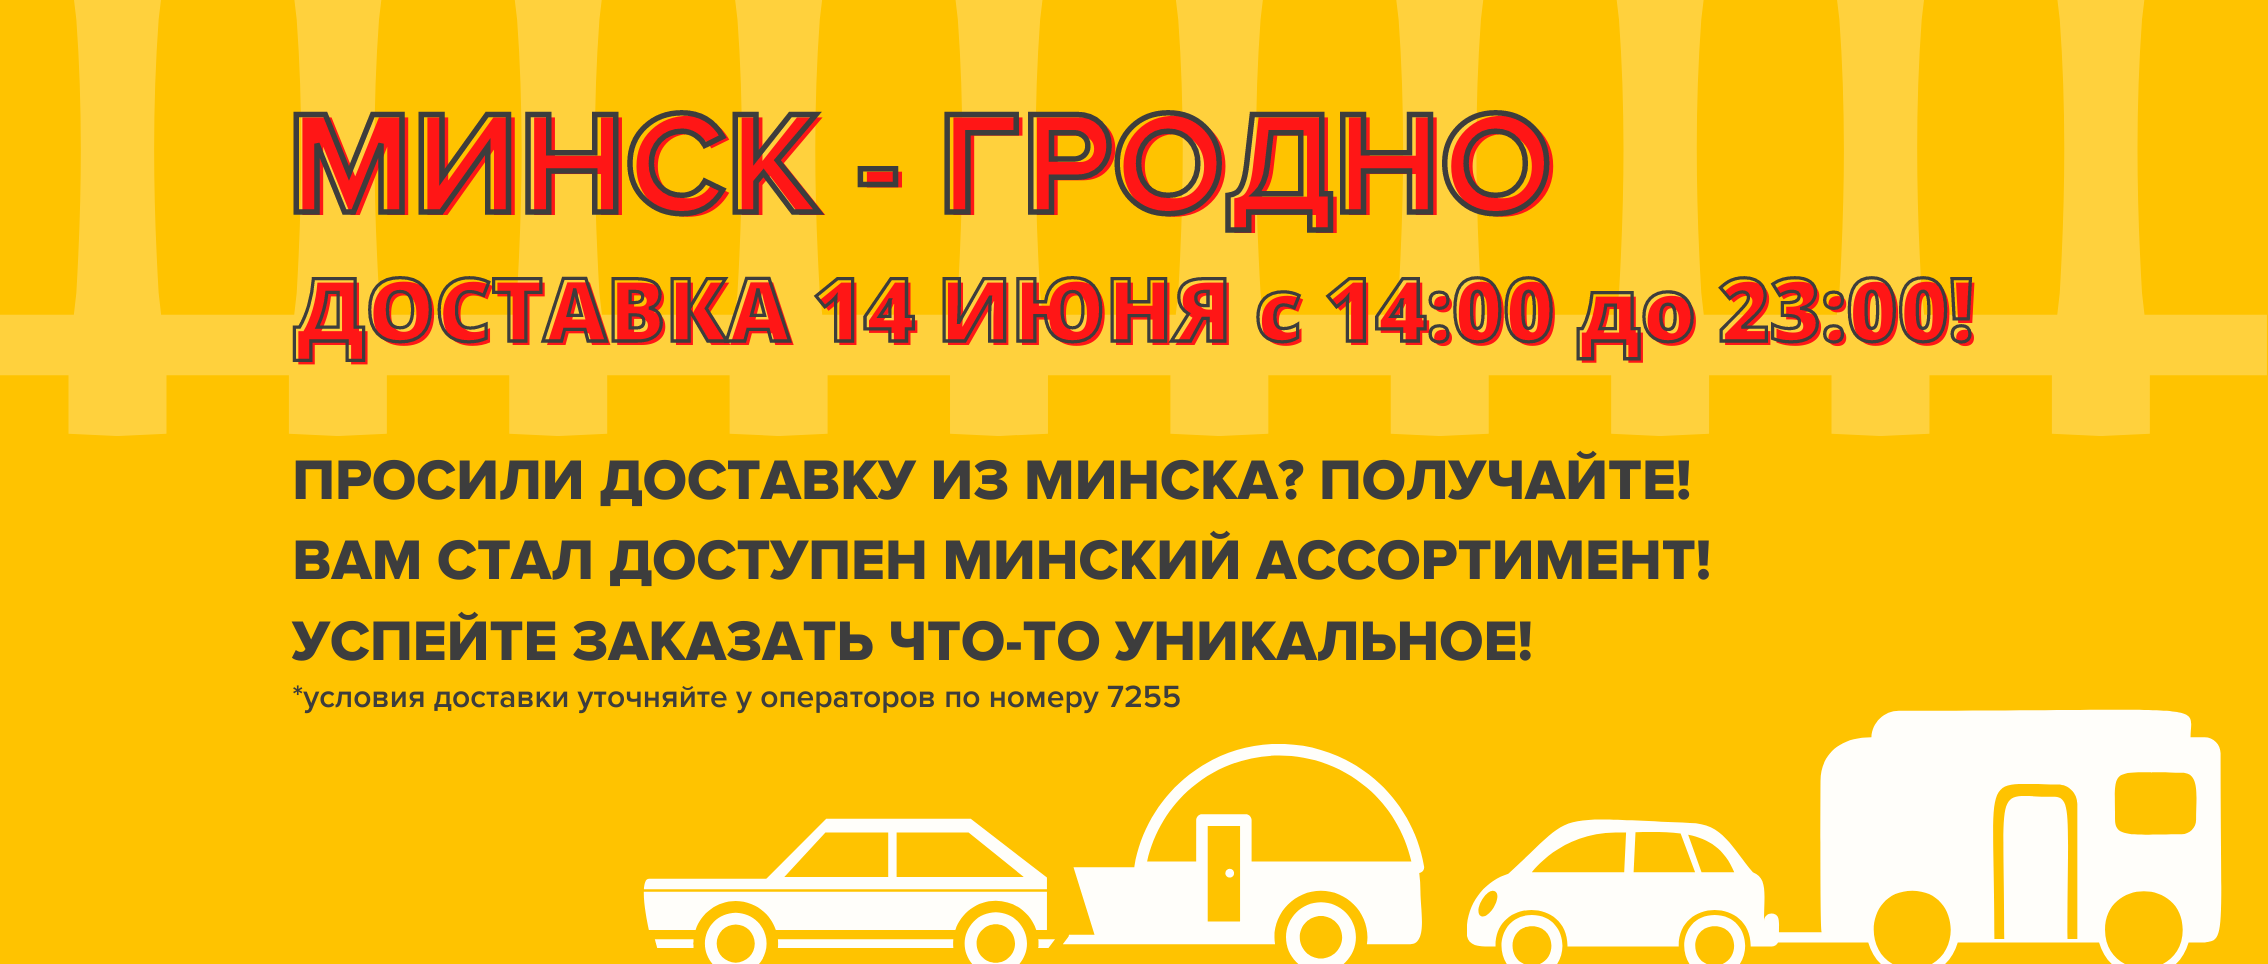 МИНСК - ГРОДНО
ДОСТАВКА 14 ИЮНЯ с 14:00 до 23:00!
ПРОСИЛИ ДОСТАВКУ ИЗ МИНСКА? ПОЛУЧАЙТЕ!
ВАМ СТАЛ ДОСТУПЕН МИНСКИЙ АССОРТИМЕНТ!
УСПЕЙТЕ ЗАКАЗАТЬ ЧТО-ТО УНИКАЛЬНОЕ!
*условия доставки уточняйте у операторов по номеру 7255